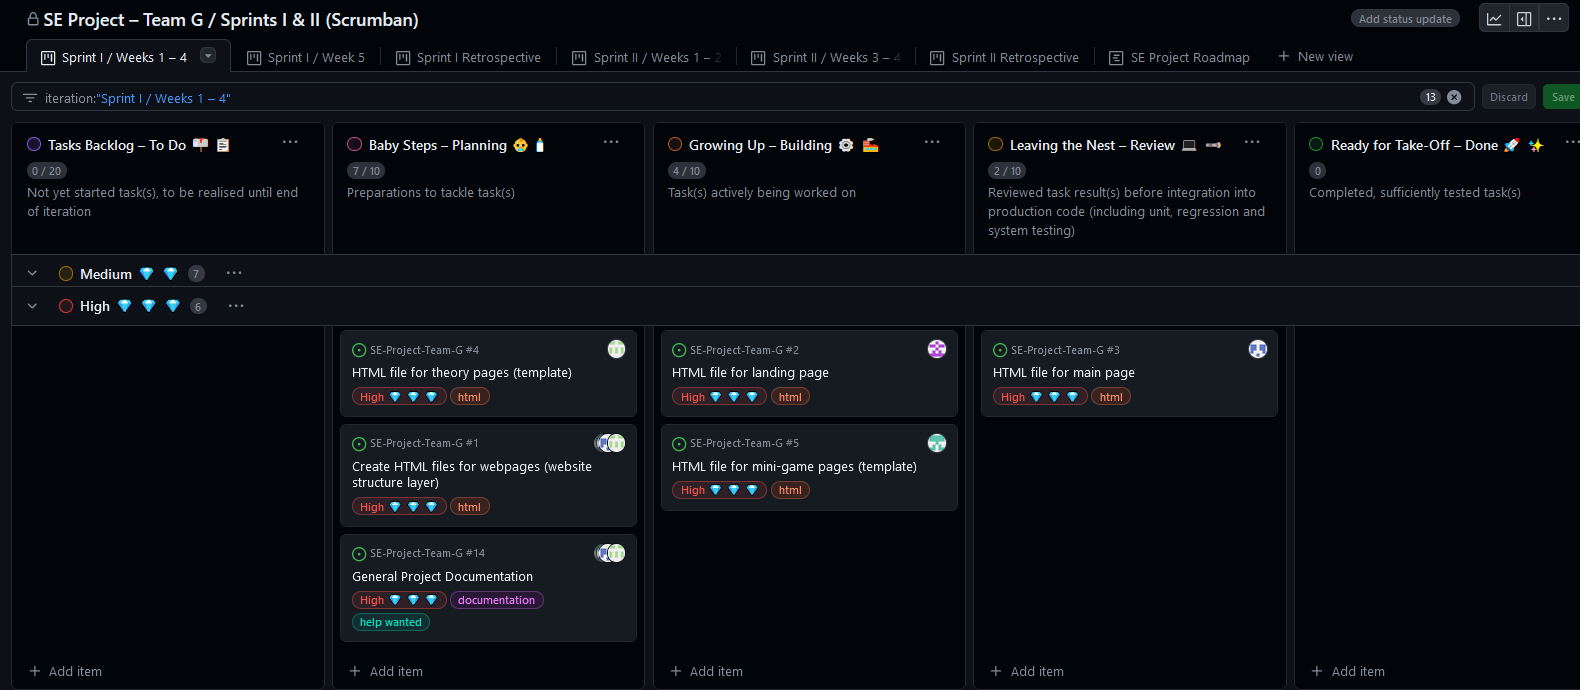 SE Project – Team G / Sprints I & II (Scrumban)
Add status update
Sprint I / Weeks 1 – 4
Sprint I / Week 5
Sprint I Retrospective
Sprint II / Weeks 1 – 2
Sprint II / Weeks 3 – 4
Sprint II Retrospective
SE Project Roadmap
New view
iteration:"Sprint I / Weeks 1 – 4"
13
Discard
Save
Tasks Backlog – To Do
0 / 20
Not yet started task(s), to be realised until end
of iteration
Baby Steps – Planning
7 / 10
Preparations to tackle task(s)
Growing Up – Building
4 / 10
Task(s) actively being worked on
Leaving the Nest – Review
2 / 10
Reviewed task result(s) before integration into
production code (including unit, regression and
system testing)
Ready for Take-Off – Done
0
Completed, sufficiently tested task(s)
Medium 7
High 6
SE-Project-Team-G #4
HTML file for theory pages (template)
High html
SE-Project-Team-G #1
Create HTML files for webpages (website
structure layer)
High html
SE-Project-Team-G #14
General Project Documentation
High documentation
help wanted
SE-Project-Team-G #2
HTML file for landing page
High html
SE-Project-Team-G #5
HTML file for mini-game pages (template)
High html
SE-Project-Team-G #3
HTML file for main page
High html
Add item
Add item
Add item
Add item
Add item